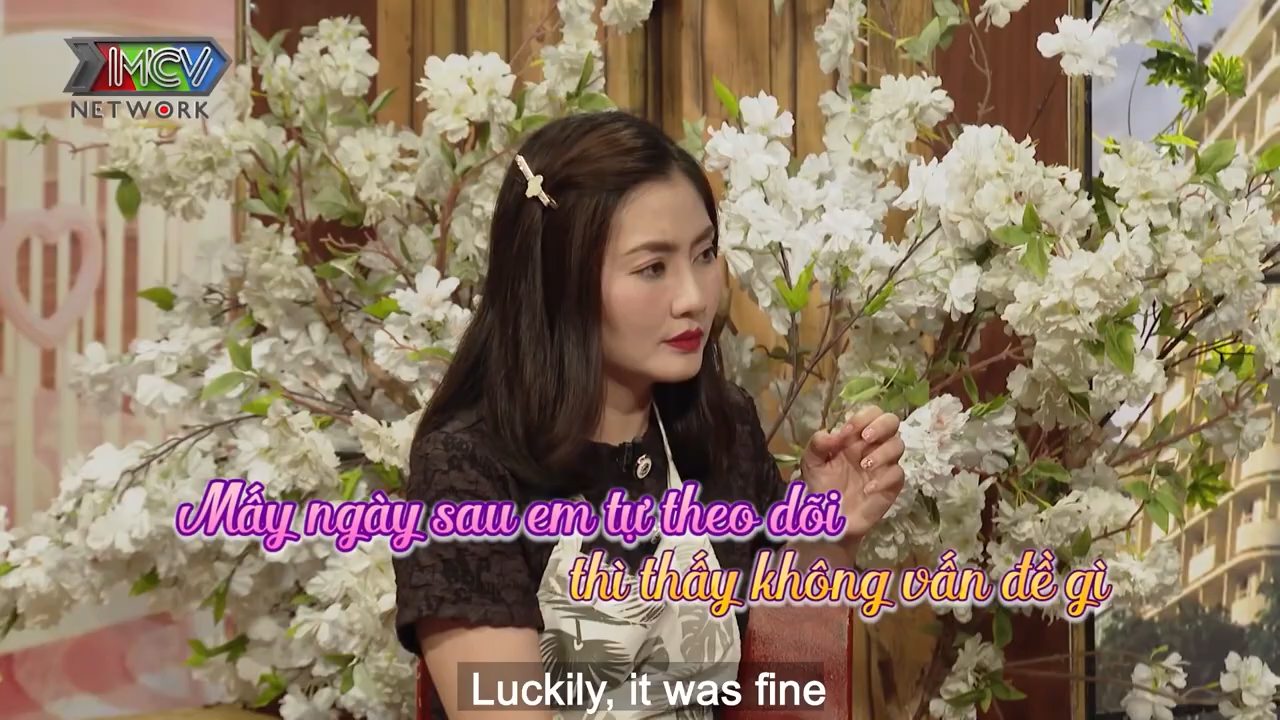 MCV
NETWORK
Mấy ngày sau em tự theo dõi
thì thấy không vấn đề gì
Luckily, it was fine